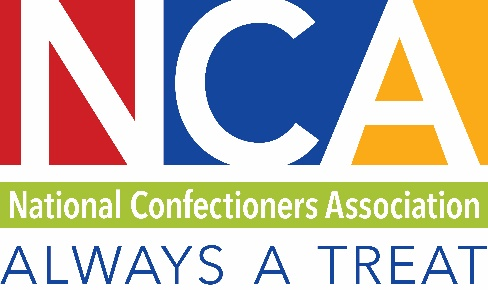 NCA
National Confectioners Association
ALWAYS A TREAT